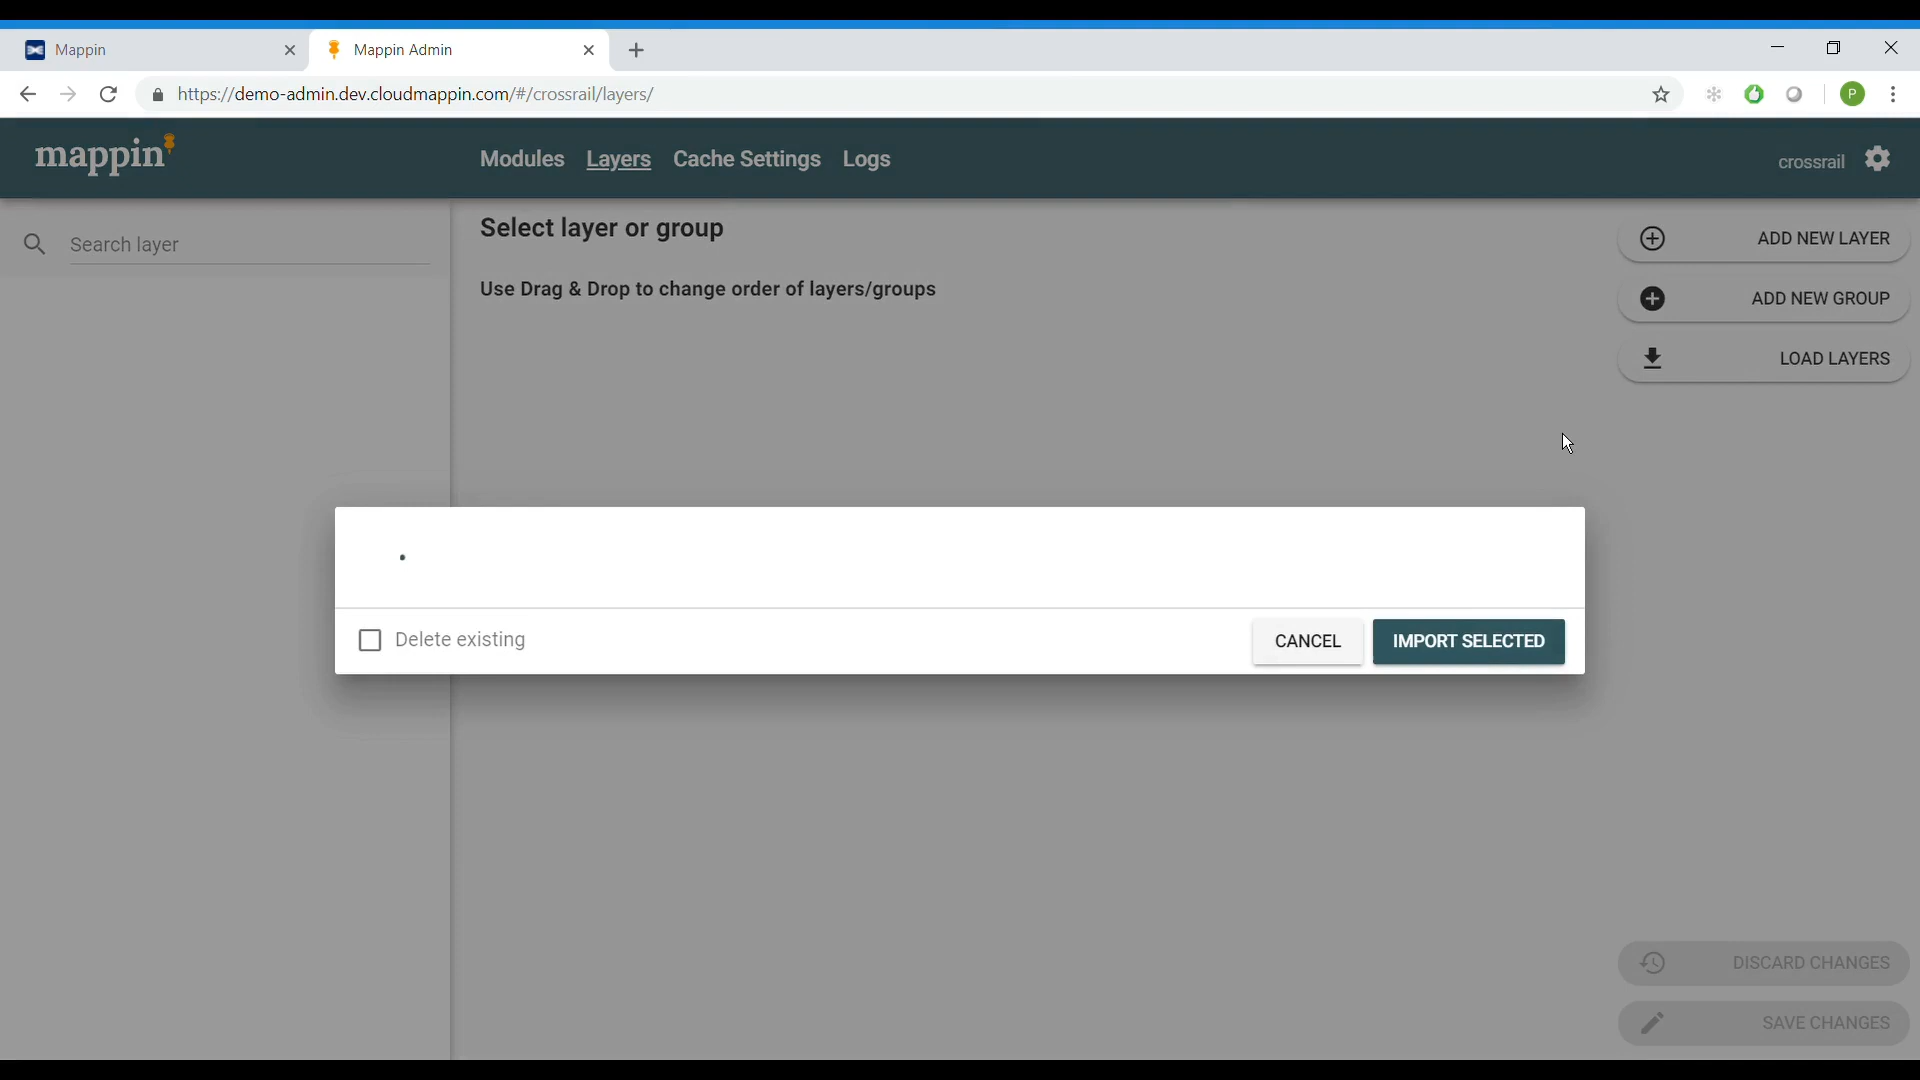 Mappin
Mappin Admin
https://demo-admin.dev.cloudmappin.com/#/crossrail/layers/
P
mappin
Modules
Layers
Cache Settings
Logs
crossrail
Search layer
Select layer or group
Use Drag & Drop to change order of layers/groups
ADD NEW LAYER
ADD NEW GROUP
LOAD LAYERS
Delete existing
CANCEL
IMPORT SELECTED
DISCARD CHANGES
SAVE CHANGES